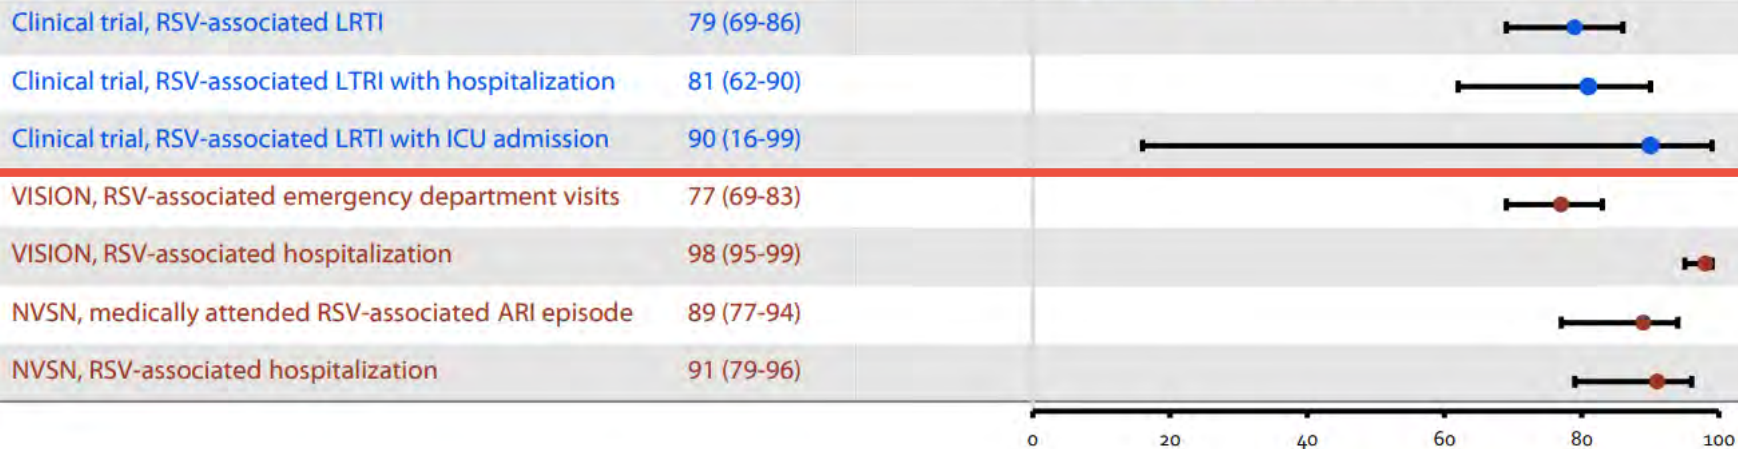 Clinical trial, RSV-associated LRTI 79 (69-86)
Clinical trial, RSV-associated LTRI with hospitalization 81 (62-90)
Clinical trial, RSV-associated LRTI with ICU admission 90 (16-99)
VISION, RSV-associated emergency department visits 77 (69-83)
VISION, RSV-associated hospitalization 98 (95-99)
NVSN, medically attended RSV-associated ARI episode 89 (77-94)
NVSN, RSV-associated hospitalization 91 (79-96)
0 20 40 60 80 100